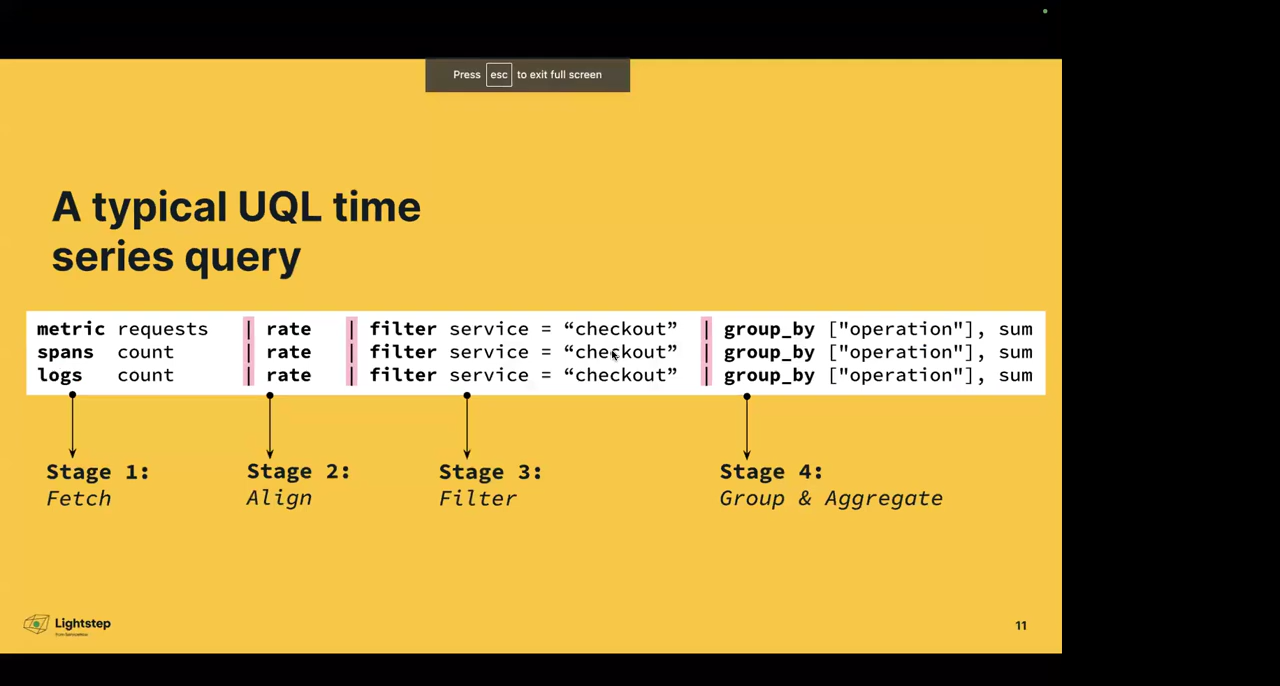 Press esc to exit full screen
A typical UQL time
series query
metric requests | rate | filter service = “checkout” | group_by ["operation"], sum
spans count | rate | filter service = “checkout” | group_by ["operation"], sum
logs count | rate | filter service = “checkout” | group_by ["operation"], sum
Stage 1:
Fetch
Stage 2:
Align
Stage 3:
Filter
Stage 4:
Group & Aggregate
Lightstep
from ServiceNow
11